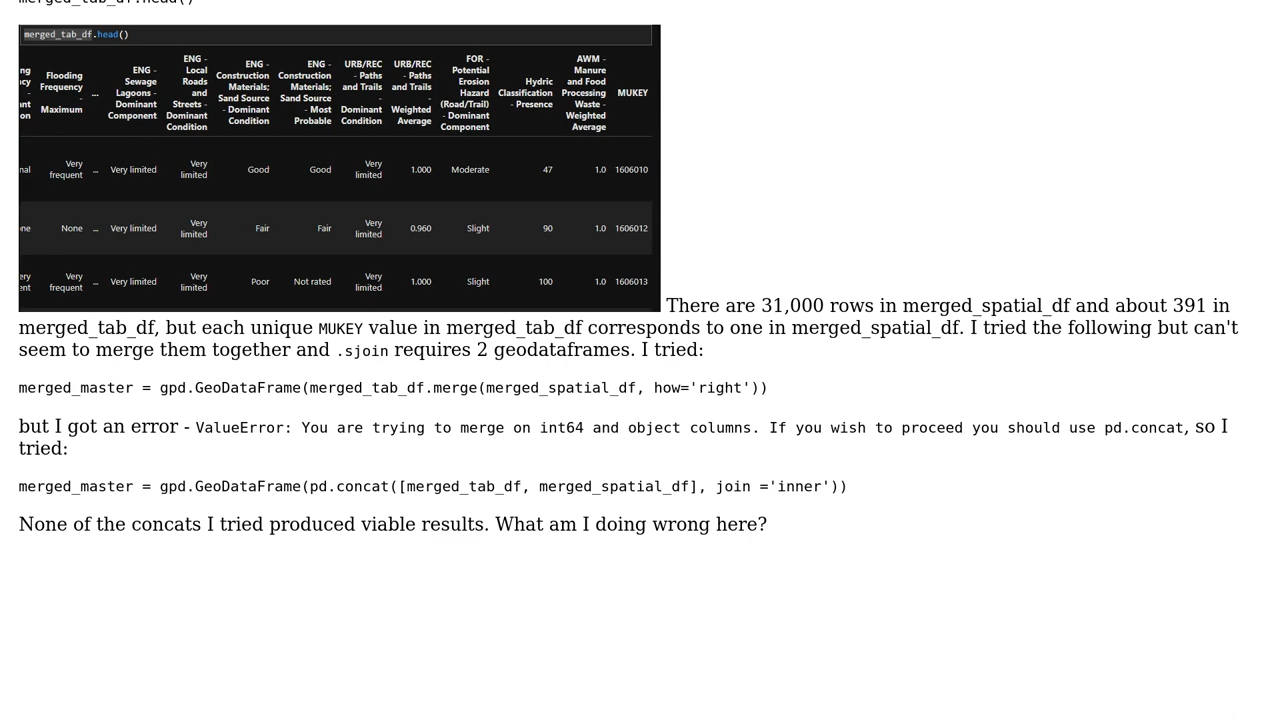 merged_tab_df.head()
merged_tab_df.head()
ng Flooding Frequency - Maximum ... ENG - Sewage Lagoons - Dominant Component ENG - Local Roads and Streets - Dominant Condition ENG - Construction Materials; Sand Source - Dominant Condition ENG - Construction Materials; Sand Source - Most Probable URB/REC - Paths and Trails - Dominant Condition URB/REC - Paths and Trails - Weighted Average FOR - Potential Erosion Hazard (Road/Trail) - Dominant Component Hydric Classification - Presence AWM - Manure and Food Processing Waste - Weighted Average MUKEY
nal Very frequent ... Very limited Very limited Good Good Very limited 1.000 Moderate 47 1.0 1606010
ne None ... Very limited Very limited Fair Fair Very limited 0.960 Slight 90 1.0 1606012
ery ent Very frequent ... Very limited Very limited Poor Not rated Very limited 1.000 Slight 100 1.0 1606013
There are 31,000 rows in merged_spatial_df and about 391 in
merged_tab_df, but each unique MUKEY value in merged_tab_df corresponds to one in merged_spatial_df. I tried the following but can't
seem to merge them together and .sjoin requires 2 geodataframes. I tried:
merged_master = gpd.GeoDataFrame(merged_tab_df.merge(merged_spatial_df, how='right'))
but I got an error - ValueError: You are trying to merge on int64 and object columns. If you wish to proceed you should use pd.concat, so I
tried:
merged_master = gpd.GeoDataFrame(pd.concat([merged_tab_df, merged_spatial_df], join ='inner'))
None of the concats I tried produced viable results. What am I doing wrong here?